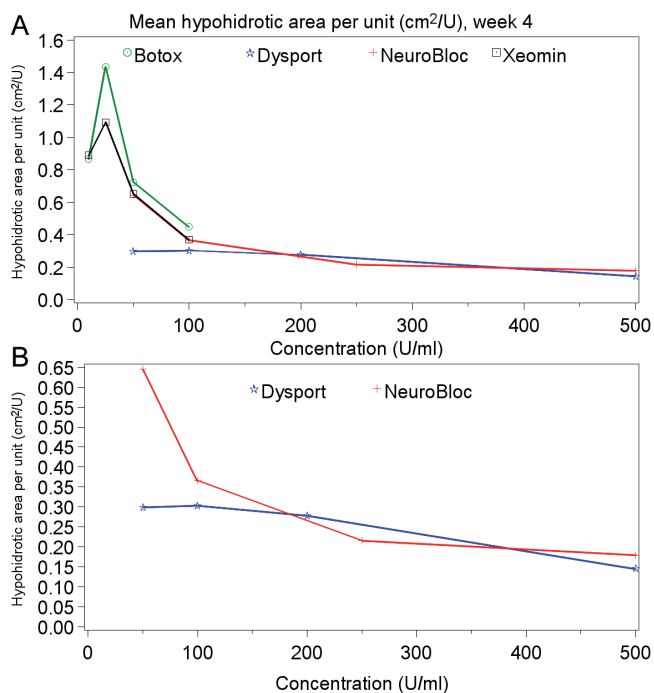 A
Mean hypohidrotic area per unit (cm²/U), week 4
Hypohidrotic area per unit (cm²/U)
1.6
1.4
1.2
1.0
0.8
0.6
0.4
0.2
0.0
Botox Dysport NeuroBloc Xeomin
0 100 200 300 400 500
Concentration (U/ml)
B
Hypohidrotic area per unit (cm²/U)
0.65
0.60
0.55
0.50
0.45
0.40
0.35
0.30
0.25
0.20
0.15
0.10
0.05
0.00
Dysport NeuroBloc
0 100 200 300 400 500
Concentration (U/ml)